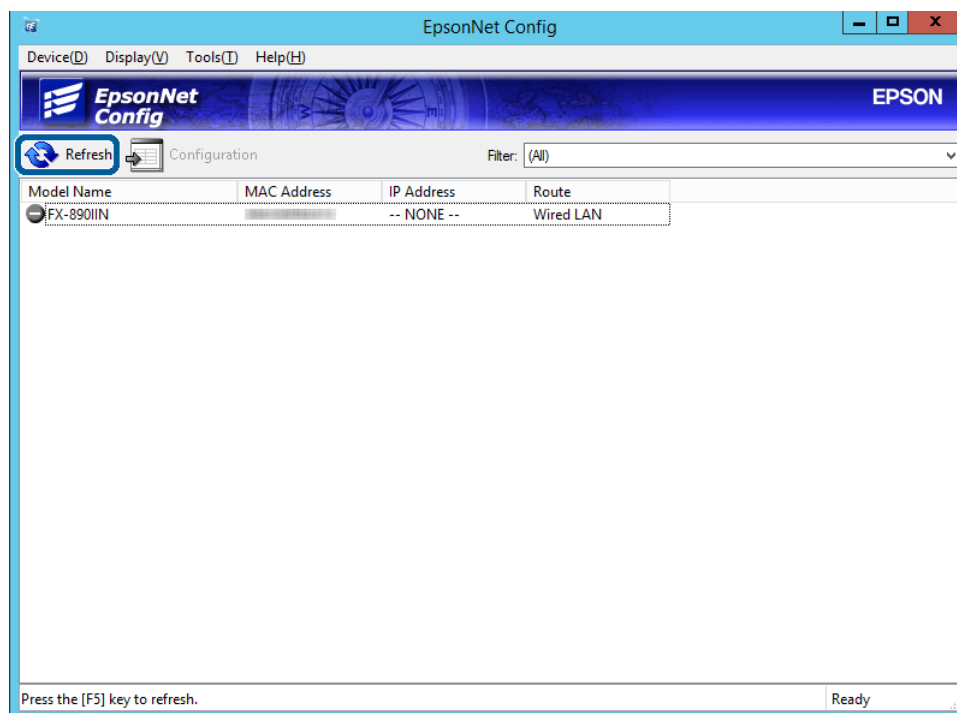 EpsonNet Config
Device(D) Display(V) Tools(T) Help(H)
EpsonNet
Config
EPSON
Refresh Configuration Filter: (All)
Model Name MAC Address IP Address Route
FX-890IIN -- NONE -- Wired LAN
Press the [F5] key to refresh. Ready